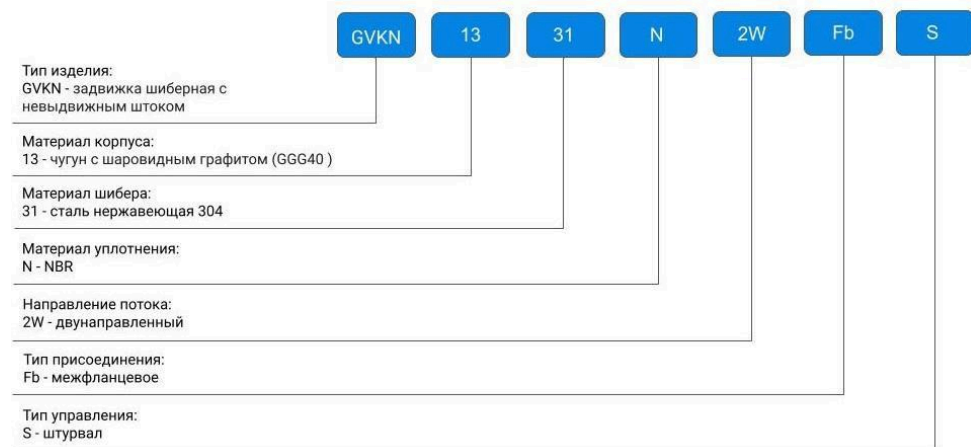 GVKN 13 31 N 2W Fb S
Тип изделия:
GVKN - задвижка шиберная с
невыдвижным штоком
Материал корпуса:
13 - чугун с шаровидным графитом (GGG40 )
Материал шибера:
31 - сталь нержавеющая 304
Материал уплотнения:
N - NBR
Направление потока:
2W - двунаправленный
Тип присоединения:
Fb - межфланцевое
Тип управления:
S - штурвал